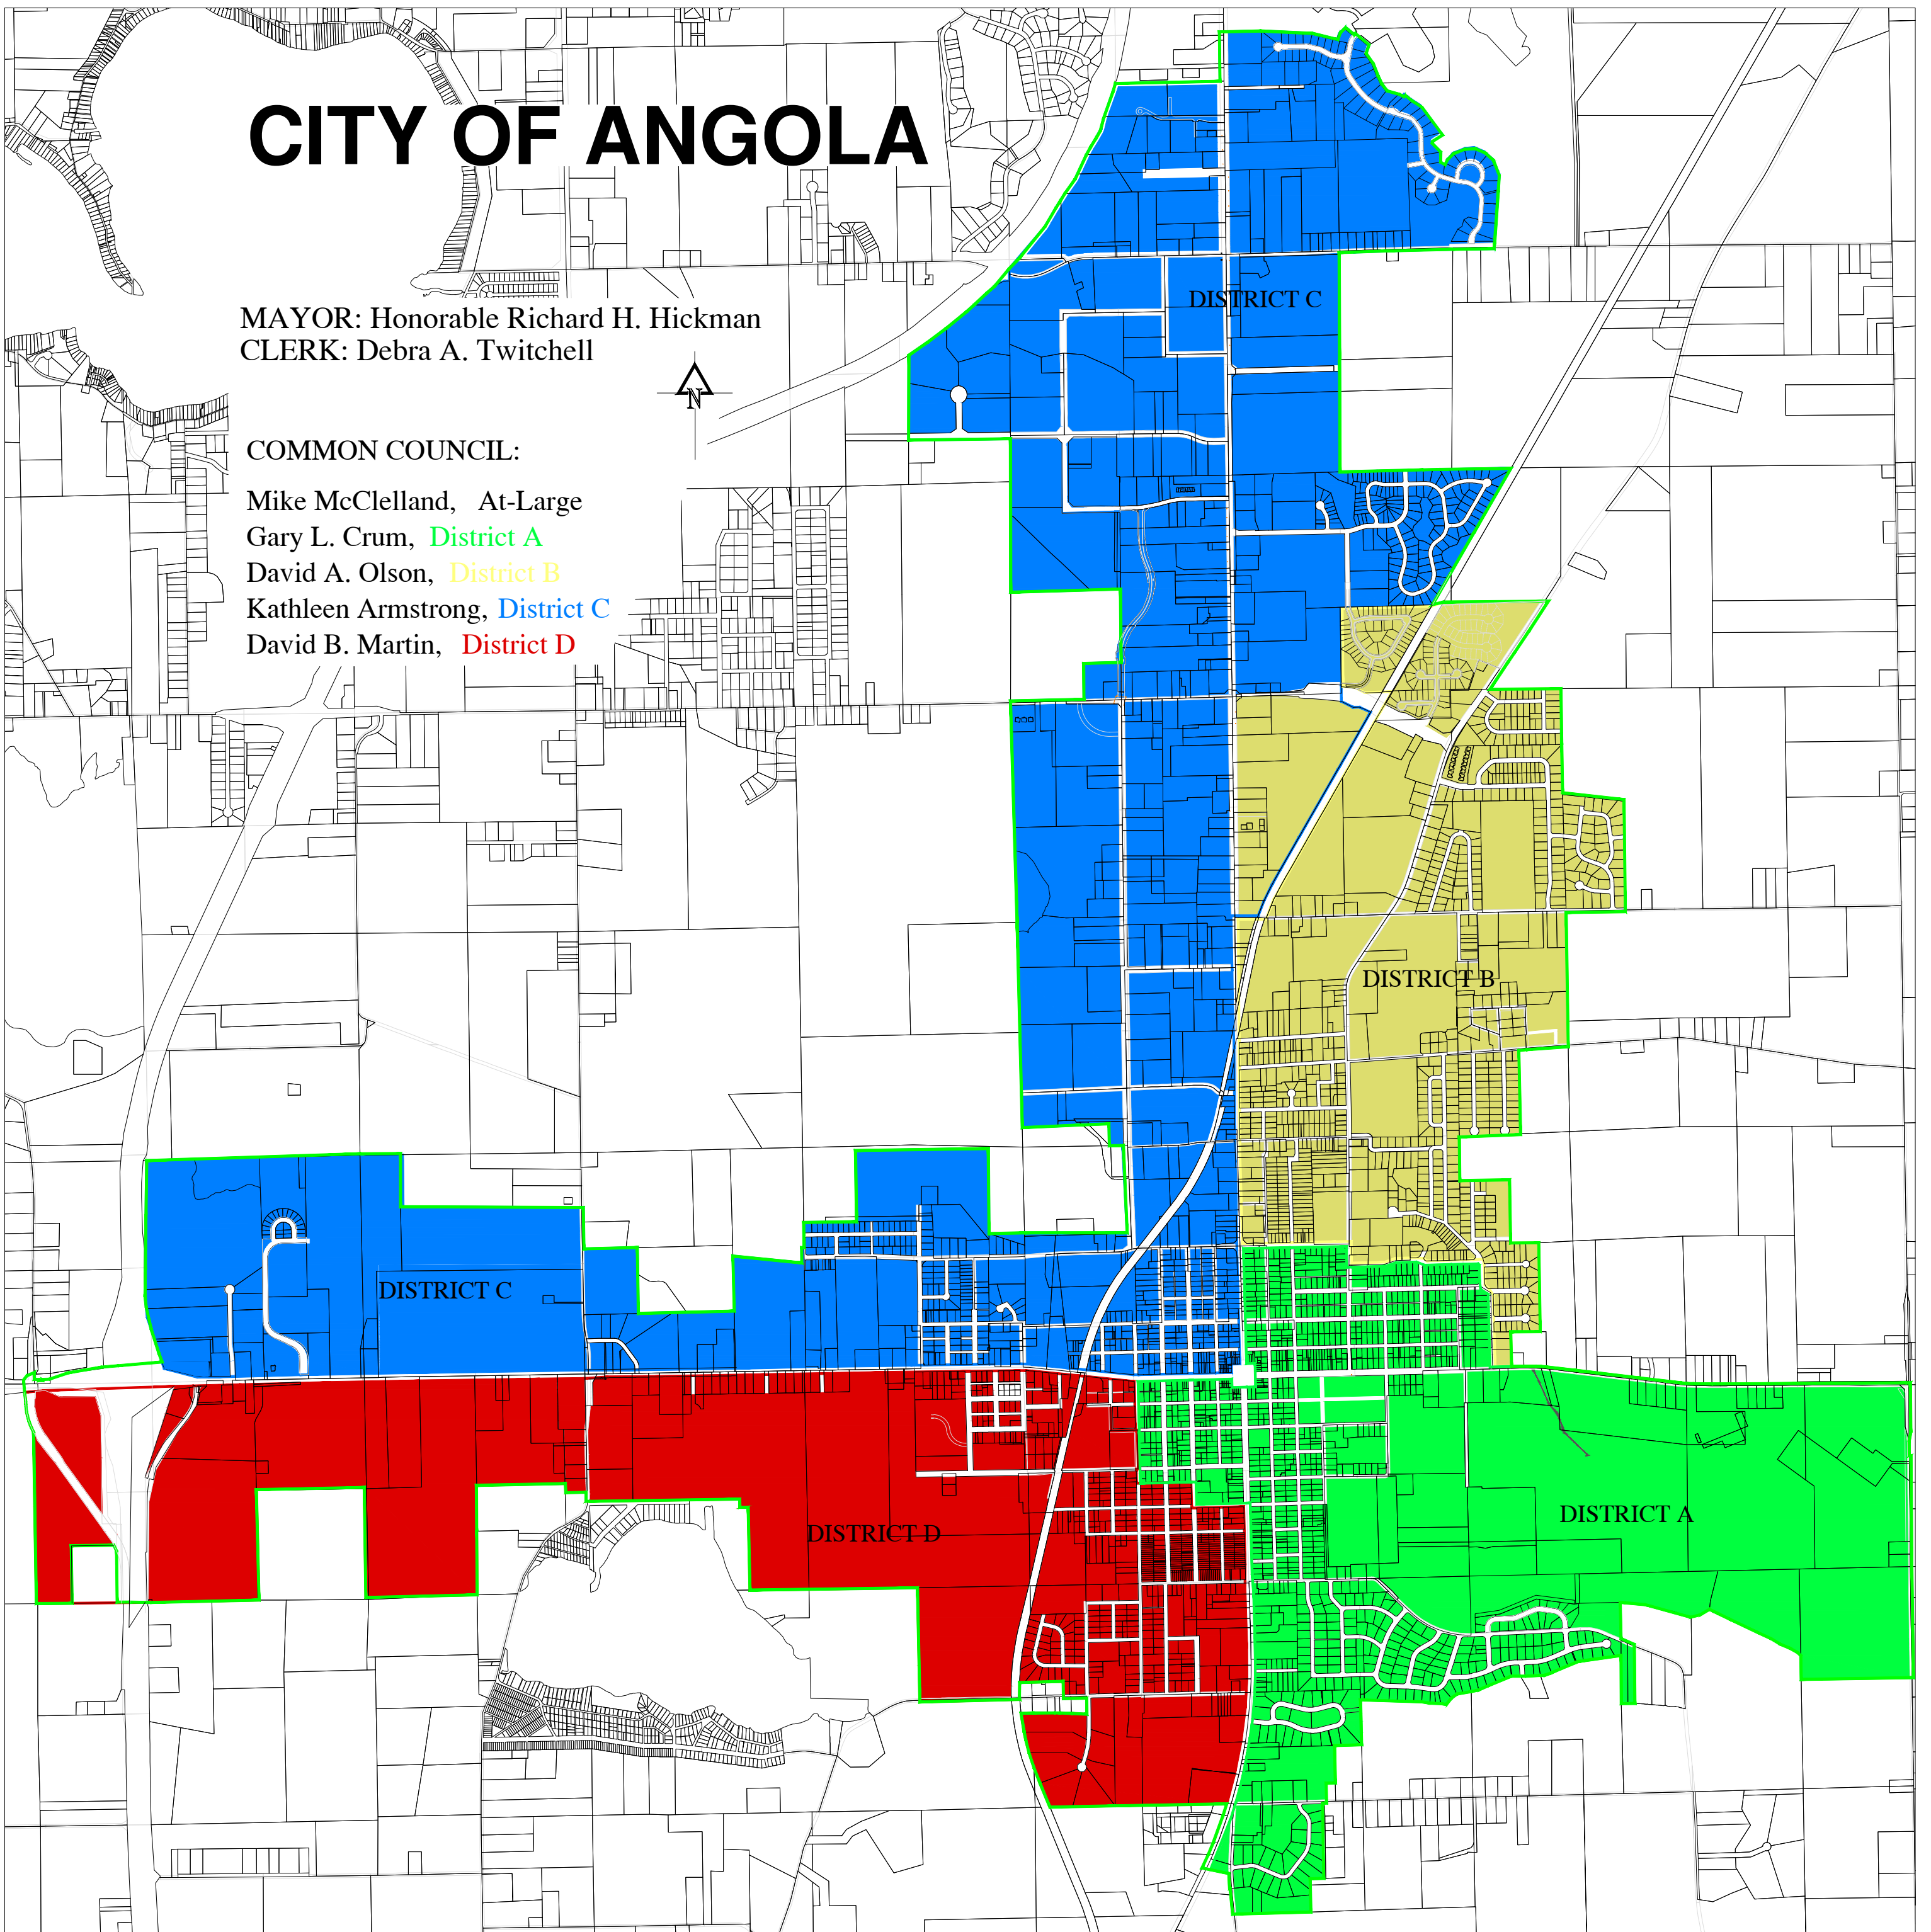 CITY OF ANGOLA
MAYOR: Honorable Richard H. Hickman
CLERK: Debra A. Twitchell
N
COMMON COUNCIL:
Mike McClelland, At-Large
Gary L. Crum, District A
David A. Olson, District B
Kathleen Armstrong, District C
David B. Martin, District D
DISTRICT C
DISTRICT B
DISTRICT C
DISTRICT A
DISTRICT D